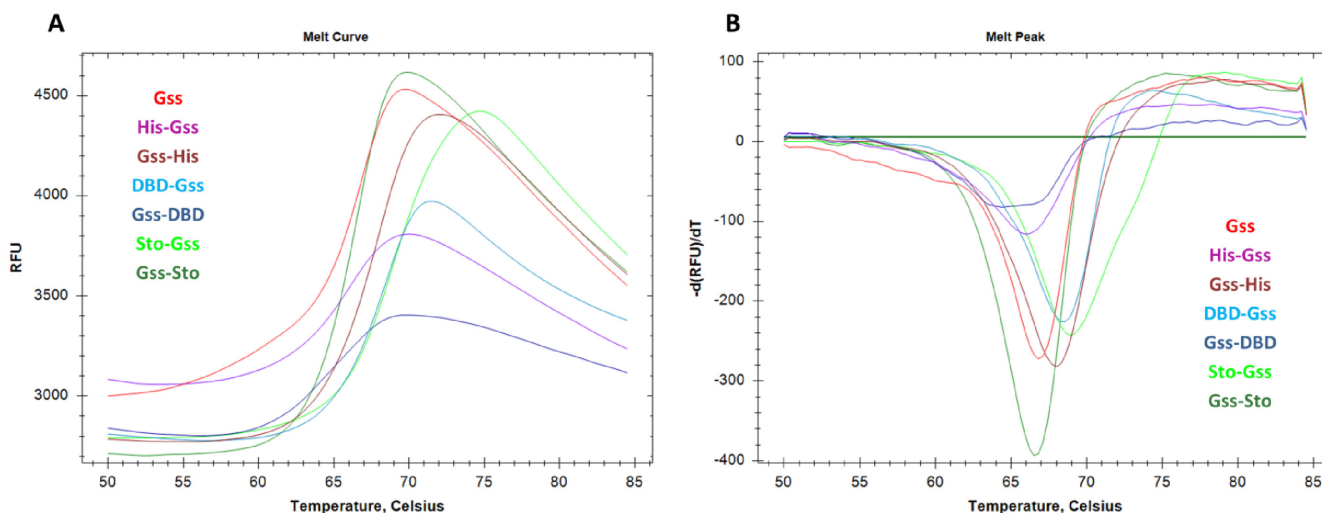 A
Melt Curve
RFU
4500
4000
3500
3000
Gss
His-Gss
Gss-His
DBD-Gss
Gss-DBD
Sto-Gss
Gss-Sto
50 55 60 65 70 75 80 85
Temperature, Celsius
B
Melt Peak
-d(RFU)/dT
100
0
-100
-200
-300
-400
Gss
His-Gss
Gss-His
DBD-Gss
Gss-DBD
Sto-Gss
Gss-Sto
50 55 60 65 70 75 80 85
Temperature, Celsius